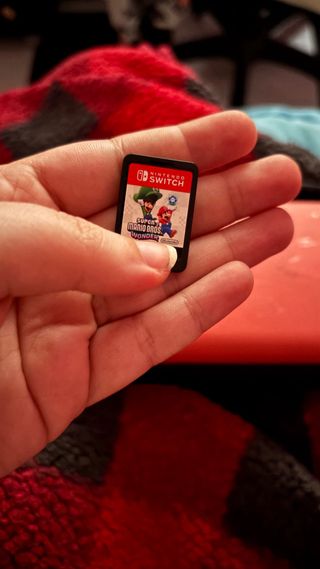 NINTENDO
SWITCH
SUPER
MARIO BROS.
WONDER